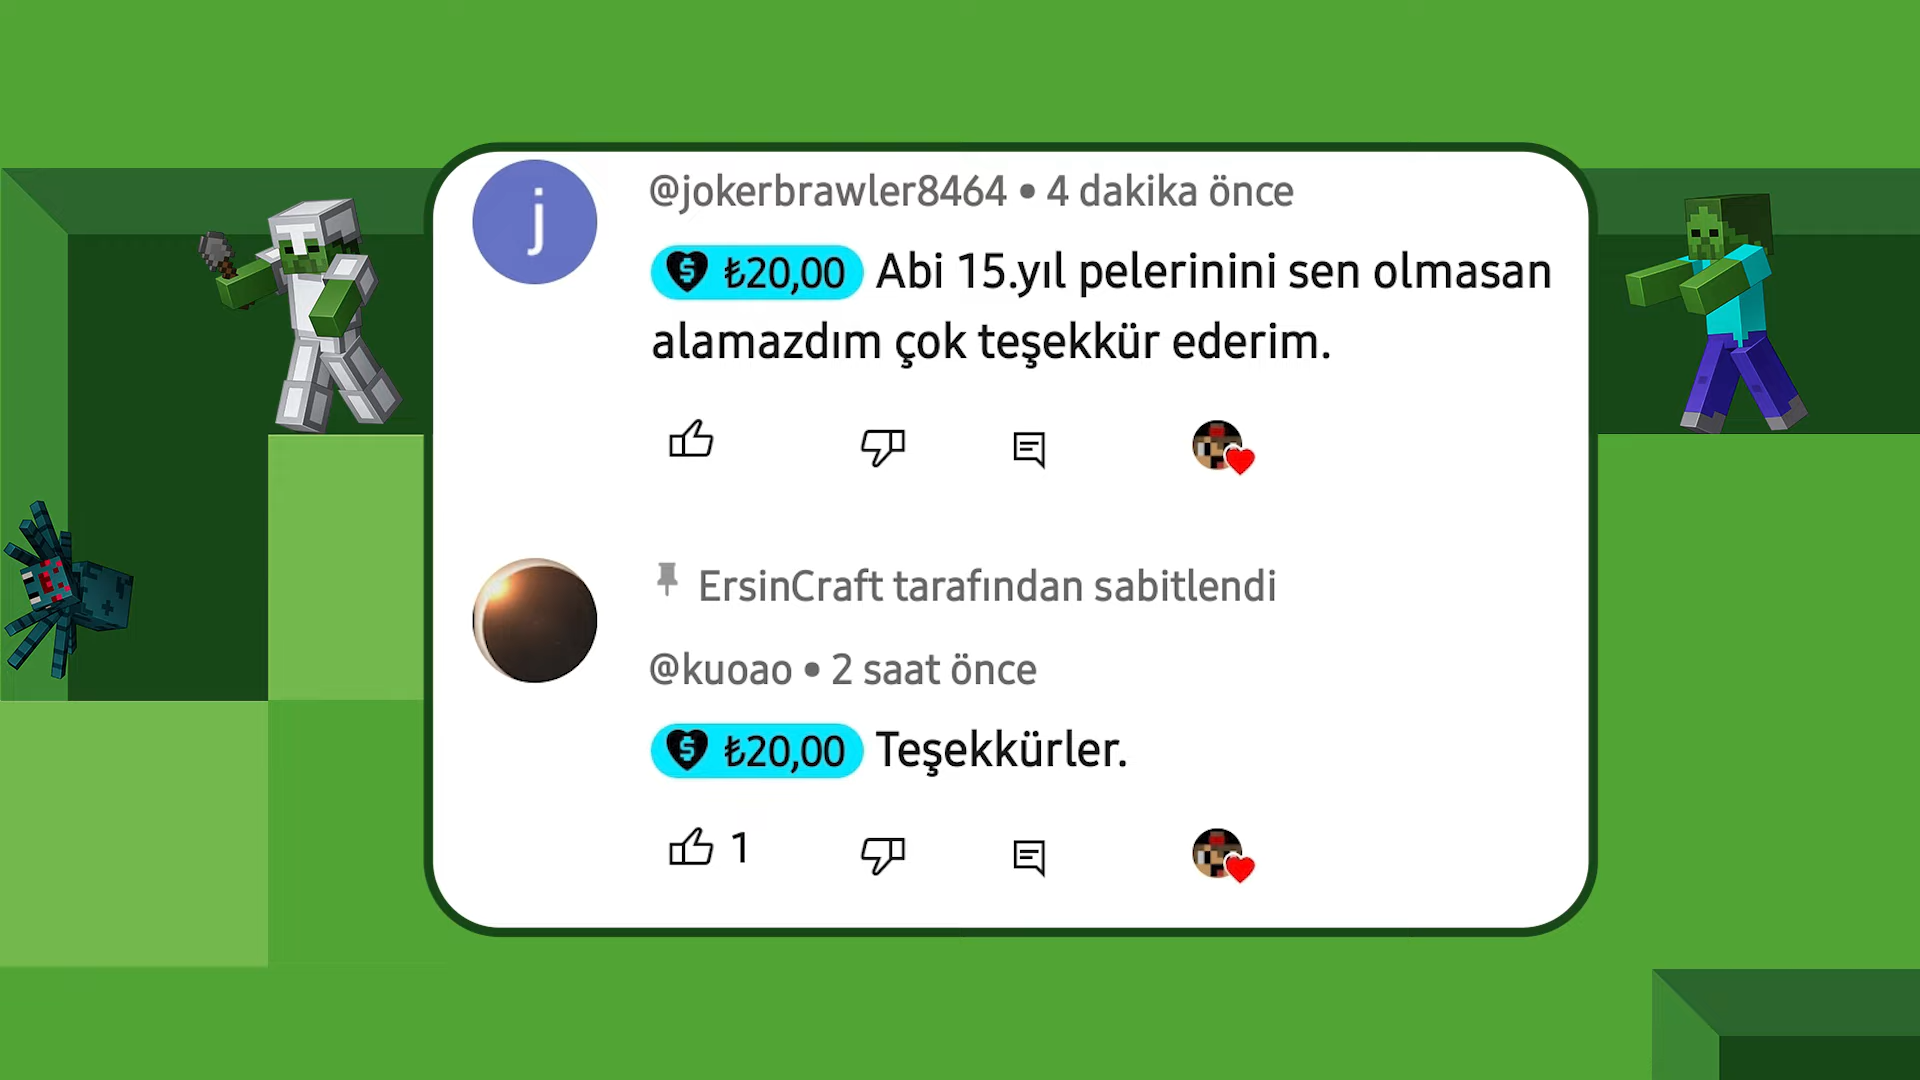 j
@jokerbrawler8464 • 4 dakika önce
₺20,00 Abi 15.yıl pelerinini sen olmasan
alamazdım çok teşekkür ederim.
ErsinCraft tarafından sabitlendi
@kuoao • 2 saat önce
₺20,00 Teşekkürler.
1